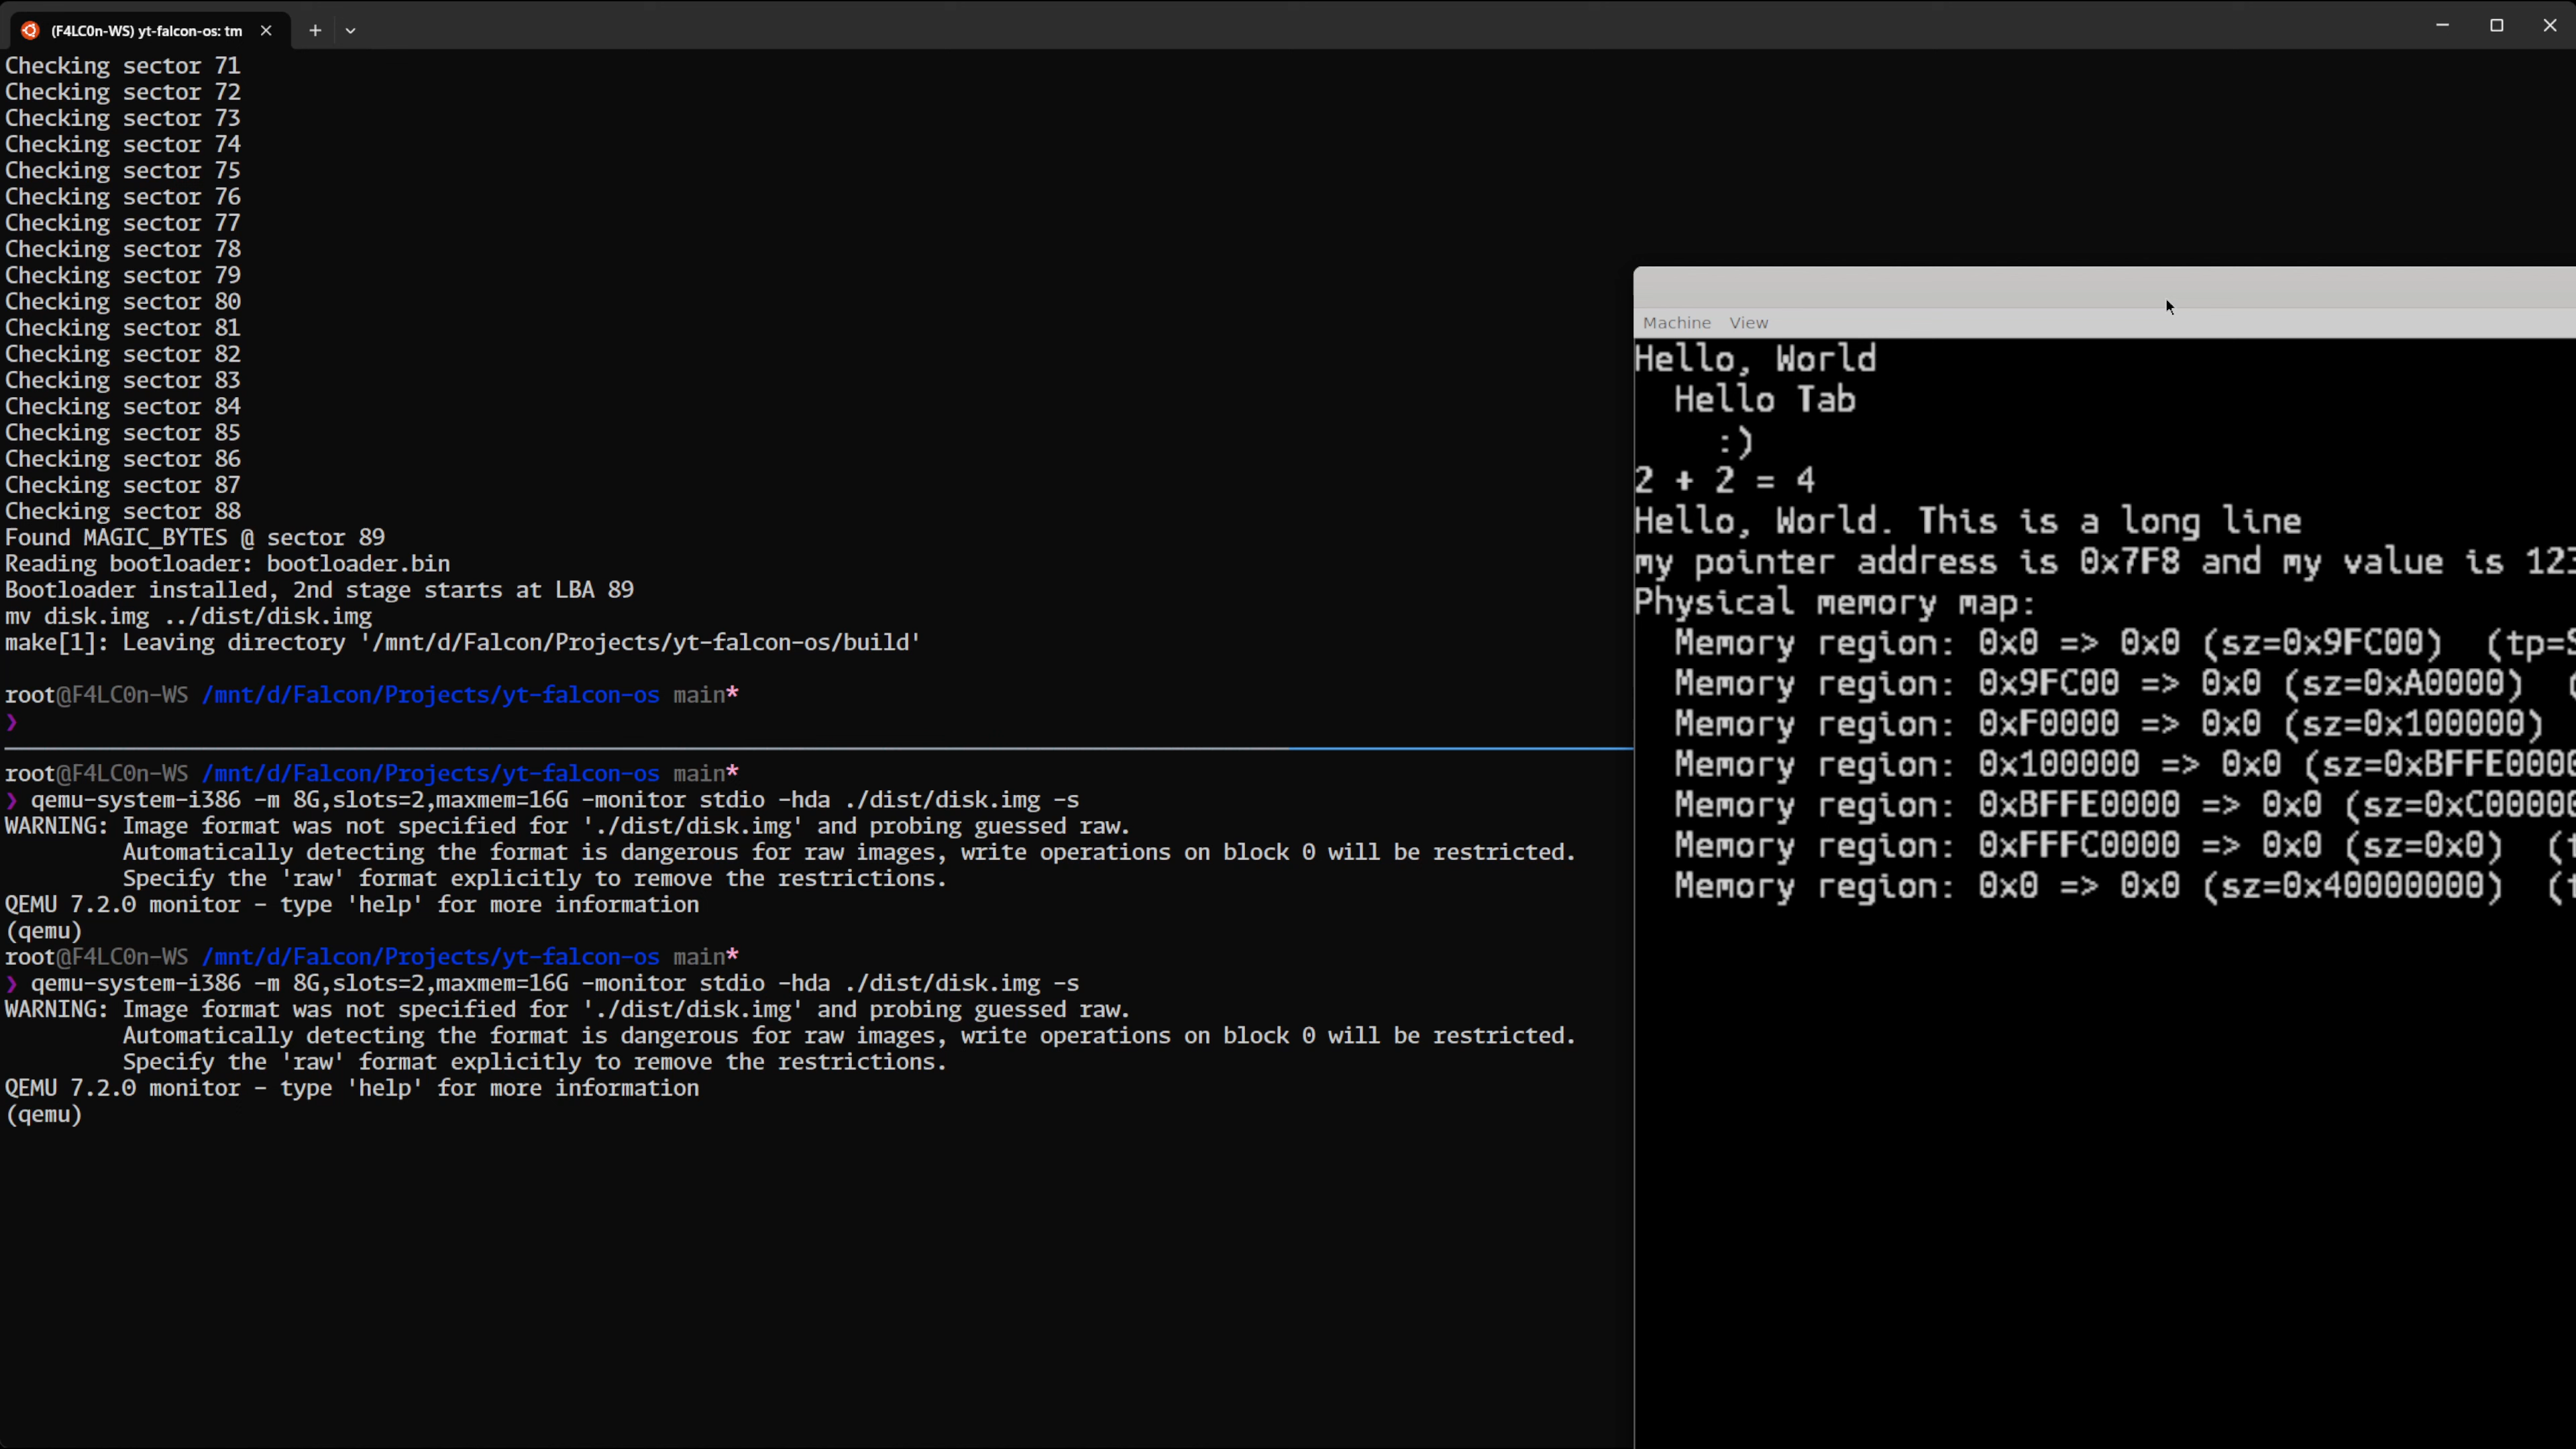 (F4LC0n-WS) yt-falcon-os: tm
Checking sector 71
Checking sector 72
Checking sector 73
Checking sector 74
Checking sector 75
Checking sector 76
Checking sector 77
Checking sector 78
Checking sector 79
Checking sector 80
Checking sector 81
Checking sector 82
Checking sector 83
Checking sector 84
Checking sector 85
Checking sector 86
Checking sector 87
Checking sector 88
Found MAGIC_BYTES @ sector 89
Reading bootloader: bootloader.bin
Bootloader installed, 2nd stage starts at LBA 89
mv disk.img ../dist/disk.img
make[1]: Leaving directory '/mnt/d/Falcon/Projects/yt-falcon-os/build'
root@F4LC0n-WS /mnt/d/Falcon/Projects/yt-falcon-os main*
❯
root@F4LC0n-WS /mnt/d/Falcon/Projects/yt-falcon-os main*
❯ qemu-system-i386 -m 8G,slots=2,maxmem=16G -monitor stdio -hda ./dist/disk.img -s
WARNING: Image format was not specified for './dist/disk.img' and probing guessed raw.
Automatically detecting the format is dangerous for raw images, write operations on block 0 will be restricted.
Specify the 'raw' format explicitly to remove the restrictions.
QEMU 7.2.0 monitor - type 'help' for more information
(qemu)
root@F4LC0n-WS /mnt/d/Falcon/Projects/yt-falcon-os main*
❯ qemu-system-i386 -m 8G,slots=2,maxmem=16G -monitor stdio -hda ./dist/disk.img -s
WARNING: Image format was not specified for './dist/disk.img' and probing guessed raw.
Automatically detecting the format is dangerous for raw images, write operations on block 0 will be restricted.
Specify the 'raw' format explicitly to remove the restrictions.
QEMU 7.2.0 monitor - type 'help' for more information
(qemu)
Machine View
Hello, World
Hello Tab
:)
2 + 2 = 4
Hello, World. This is a long line
my pointer address is 0x7F8 and my value is 123
Physical memory map:
Memory region: 0x0 => 0x0 (sz=0x9FC00) (tp=
Memory region: 0x9FC00 => 0x0 (sz=0xA0000) (
Memory region: 0xF0000 => 0x0 (sz=0x100000)
Memory region: 0x100000 => 0x0 (sz=0xBFFE0000
Memory region: 0xBFFE0000 => 0x0 (sz=0xC00000
Memory region: 0xFFFC0000 => 0x0 (sz=0x0) (
Memory region: 0x0 => 0x0 (sz=0x40000000) (